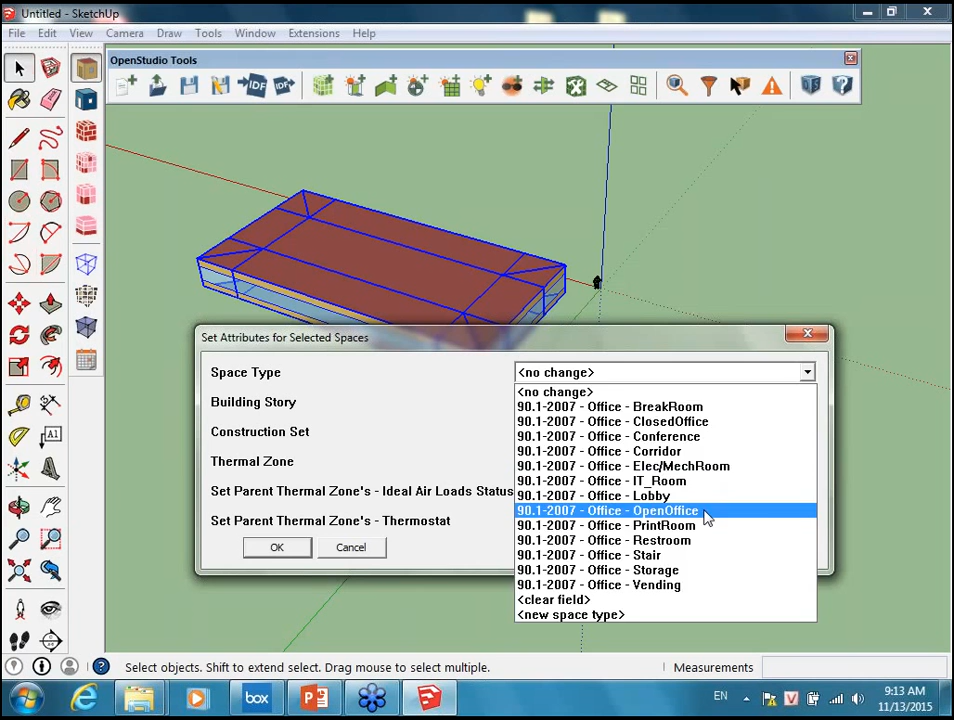 Untitled - SketchUp
File Edit View Camera Draw Tools Window Extensions Help
OpenStudio Tools
Set Attributes for Selected Spaces
Space Type
<no change>
Building Story
Construction Set
Thermal Zone
Set Parent Thermal Zone's - Ideal Air Loads Status
Set Parent Thermal Zone's - Thermostat
OK Cancel
<no change>
90.1-2007 - Office - BreakRoom
90.1-2007 - Office - ClosedOffice
90.1-2007 - Office - Conference
90.1-2007 - Office - Corridor
90.1-2007 - Office - Elec/MechRoom
90.1-2007 - Office - IT_Room
90.1-2007 - Office - Lobby
90.1-2007 - Office - OpenOffice
90.1-2007 - Office - PrintRoom
90.1-2007 - Office - Restroom
90.1-2007 - Office - Stair
90.1-2007 - Office - Storage
90.1-2007 - Office - Vending
<clear field>
<new space type>
Select objects. Shift to extend select. Drag mouse to select multiple. Measurements
box EN 9:13 AM
11/13/2015